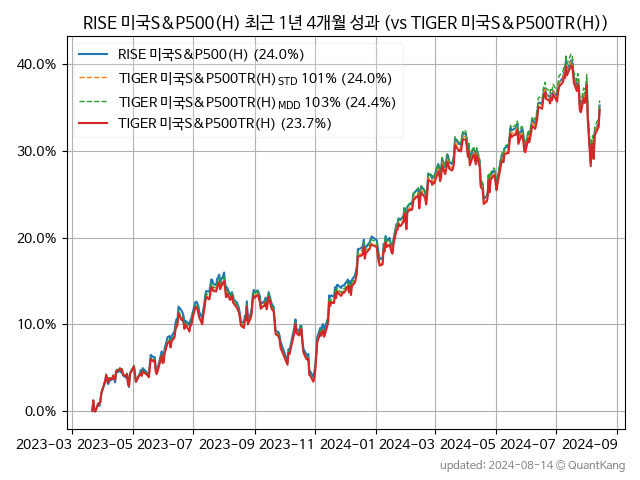 RISE 미국S&P500(H) 최근 1년 4개월 성과 (vs TIGER 미국S&P500TR(H))
RISE 미국S&P500(H) (24.0%)
TIGER 미국S&P500TR(H) STD 101% (24.0%)
TIGER 미국S&P500TR(H) MDD 103% (24.4%)
TIGER 미국S&P500TR(H) (23.7%)
40.0%
30.0%
20.0%
10.0%
0.0%
2023-03 2023-05 2023-07 2023-09 2023-11 2024-01 2024-03 2024-05 2024-07 2024-09
updated: 2024-08-14 © QuantKang